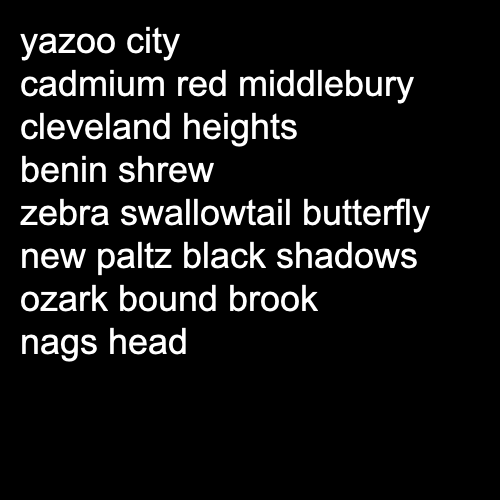 yazoo city
cadmium red middlebury
cleveland heights
benin shrew
zebra swallowtail butterfly
new paltz black shadows
ozark bound brook
nags head